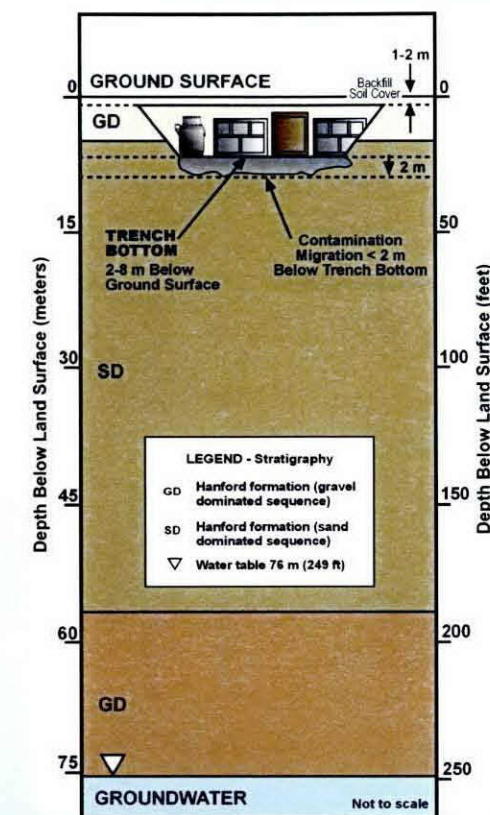 1-2 m
GROUND SURFACE
Backfill
Soil Cover
0
0
GD
2 m
15
50
TRENCH
BOTTOM
2-8 m Below
Ground Surface
Contamination
Migration < 2 m
Below Trench Bottom
Depth Below Land Surface (meters)
Depth Below Land Surface (feet)
30
100
SD
LEGEND - Stratigraphy
GD Hanford formation (gravel
dominated sequence)
SD Hanford formation (sand
dominated sequence)
Water table 76 m (249 ft)
45
150
60
200
GD
75
250
GROUNDWATER
Not to scale